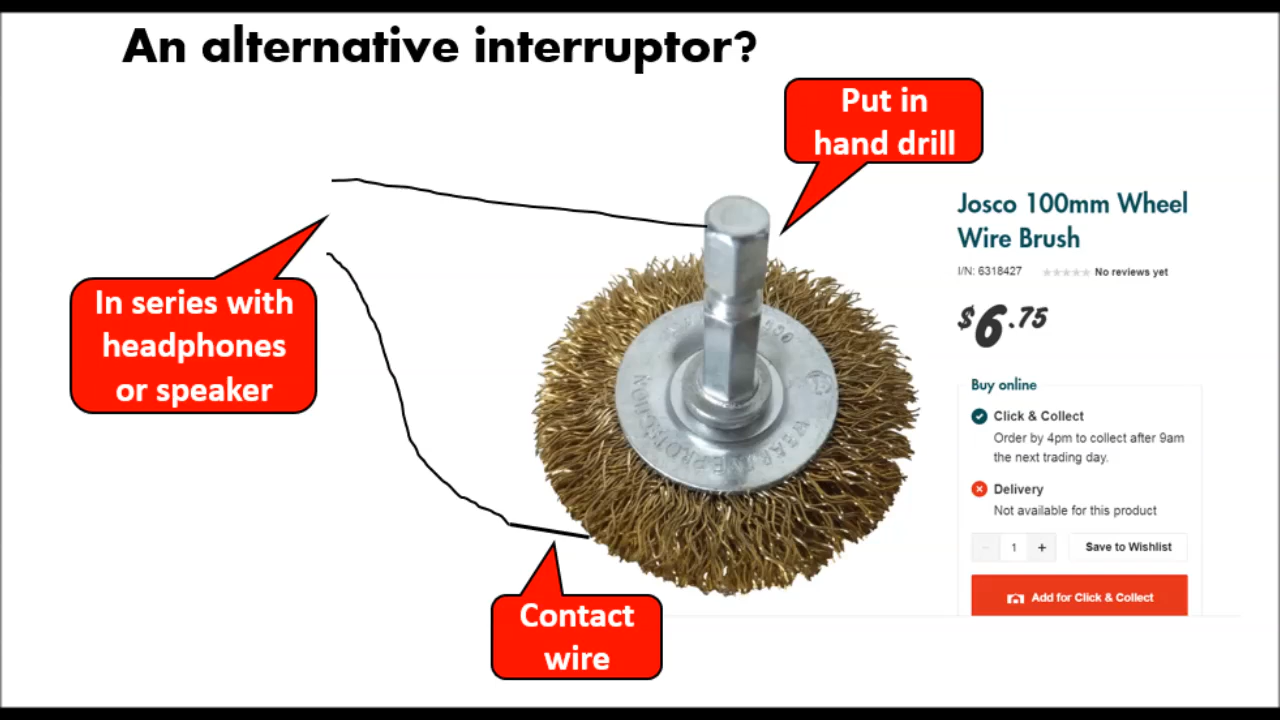 An alternative interruptor?
Put in
hand drill
In series with
headphones
or speaker
Contact
wire
Josco 100mm Wheel
Wire Brush
I/N: 6318427
No reviews yet
$6.75
Buy online
Click & Collect
Order by 4pm to collect after 9am
the next trading day.
Delivery
Not available for this product
- 1 +
Save to Wishlist
Add for Click & Collect